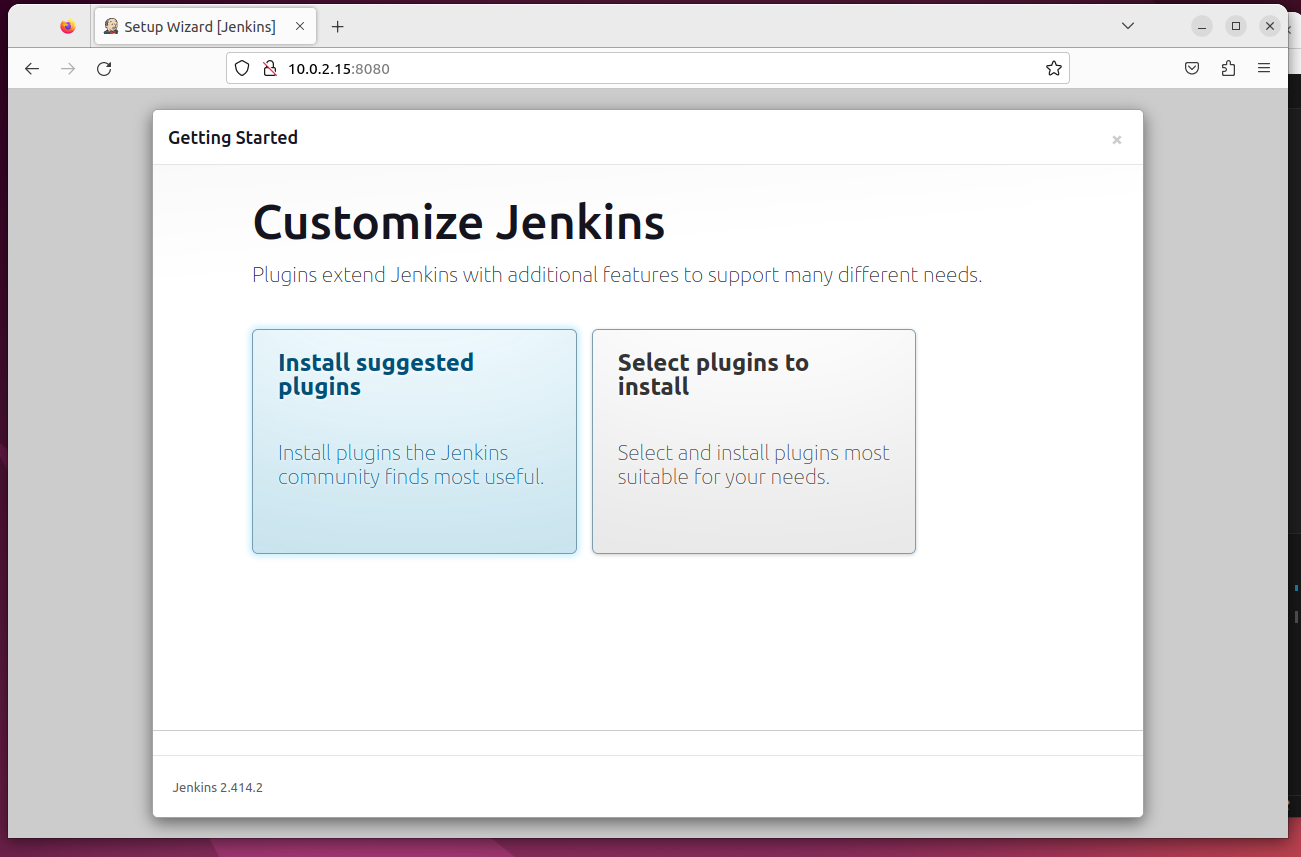 Setup Wizard [Jenkins]
10.0.2.15:8080
Getting Started
Customize Jenkins
Plugins extend Jenkins with additional features to support many different needs.
Install suggested
plugins
Install plugins the Jenkins
community finds most useful.
Select plugins to
install
Select and install plugins most
suitable for your needs.
Jenkins 2.414.2